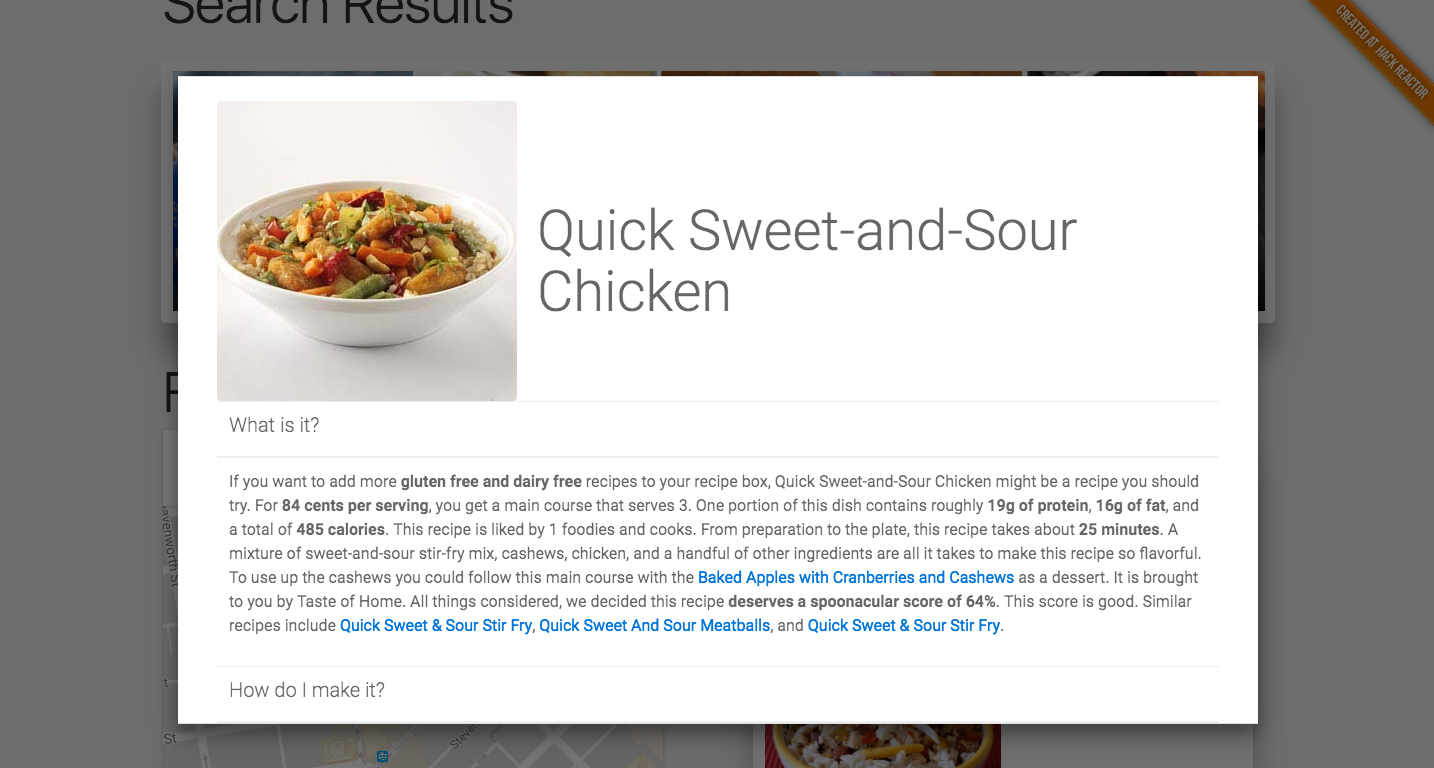 Search Results
CREATED AT HACK REACTOR
Quick Sweet-and-Sour
Chicken
What is it?
If you want to add more gluten free and dairy free recipes to your recipe box, Quick Sweet-and-Sour Chicken might be a recipe you should
try. For 84 cents per serving, you get a main course that serves 3. One portion of this dish contains roughly 19g of protein, 16g of fat, and
a total of 485 calories. This recipe is liked by 1 foodies and cooks. From preparation to the plate, this recipe takes about 25 minutes. A
mixture of sweet-and-sour stir-fry mix, cashews, chicken, and a handful of other ingredients are all it takes to make this recipe so flavorful.
To use up the cashews you could follow this main course with the Baked Apples with Cranberries and Cashews as a dessert. It is brought
to you by Taste of Home. All things considered, we decided this recipe deserves a spoonacular score of 64%. This score is good. Similar
recipes include Quick Sweet & Sour Stir Fry, Quick Sweet And Sour Meatballs, and Quick Sweet & Sour Stir Fry.
How do I make it?
St